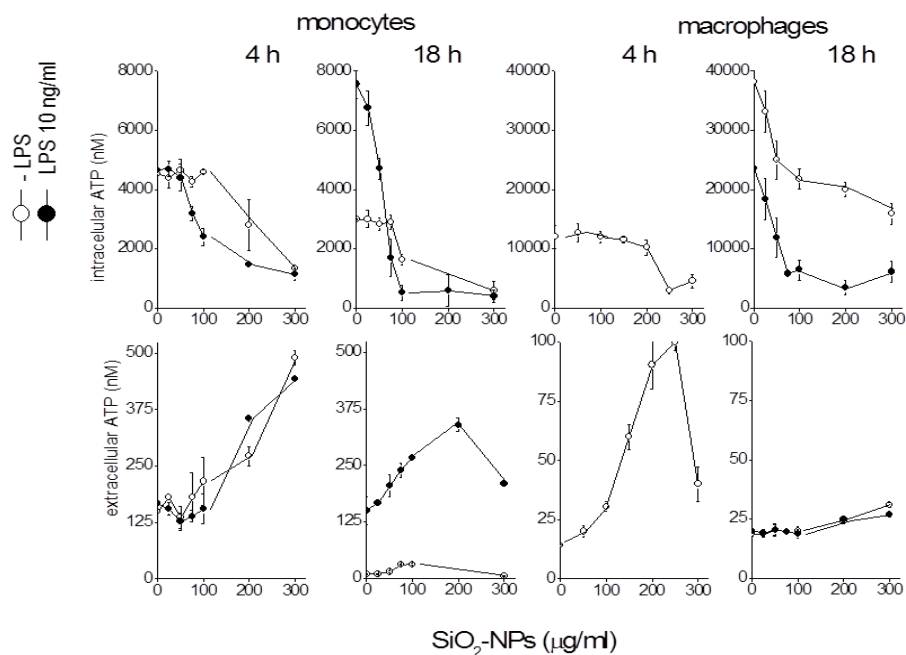 monocytes
macrophages
4 h
18 h
4 h
18 h
- LPS
LPS 10 ng/ml
intracellular ATP (nM)
8000
6000
4000
2000
0
0 100 200 300
8000
6000
4000
2000
0
0 100 200 300
40000
30000
20000
10000
0
0 100 200 300
40000
30000
20000
10000
0
0 100 200 300
extracellular ATP (nM)
500
375
250
125
0
0 100 200 300
500
375
250
125
0
0 100 200 300
100
75
50
25
0
0 100 200 300
100
75
50
25
0
0 100 200 300
SiO₂-NPs (μg/ml)